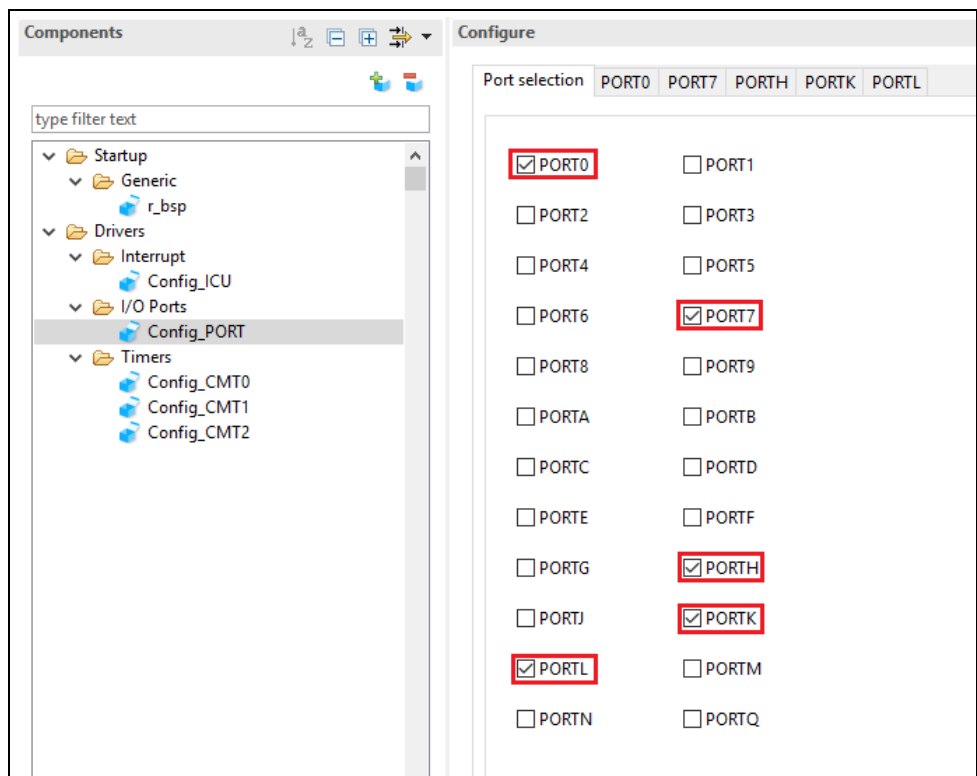 Components
Configure
type filter text
Startup
Generic
r_bsp
Drivers
Interrupt
Config_ICU
I/O Ports
Config_PORT
Timers
Config_CMT0
Config_CMT1
Config_CMT2
Port selection PORT0 PORT7 PORTH PORTK PORTL
PORT0 PORT1
PORT2 PORT3
PORT4 PORT5
PORT6 PORT7
PORT8 PORT9
PORTA PORTB
PORTC PORTD
PORTE PORTF
PORTG PORTH
PORTJ PORTK
PORTL PORTM
PORTN PORTQ